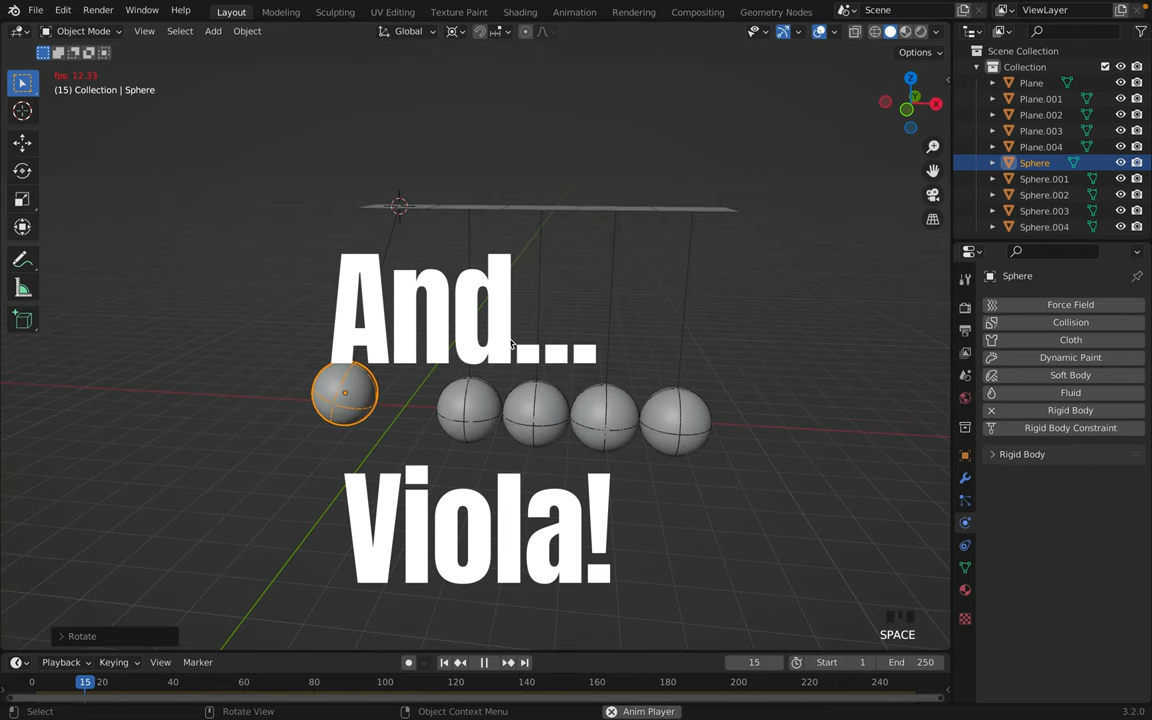 File Edit Render Window Help Layout Modeling Sculpting UV Editing Texture Paint Shading Animation Rendering Compositing Geometry Nodes Scene ViewLayer
Object Mode View Select Add Object Global
Options
fps: 12.33
(15) Collection | Sphere
Z
Y
X
And...
Viola!
Rotate
SPACE
Scene Collection
Collection
Plane
Plane.001
Plane.002
Plane.003
Plane.004
Sphere
Sphere.001
Sphere.002
Sphere.003
Sphere.004
Sphere
Force Field
Collision
Cloth
Dynamic Paint
Soft Body
Fluid
Rigid Body
Rigid Body Constraint
Rigid Body
Playback Keying View Marker 15 Start 1 End 250
0 15 20 40 60 80 100 120 140 160 180 200 220 240
Select Rotate View Object Context Menu Anim Player 3.2.0